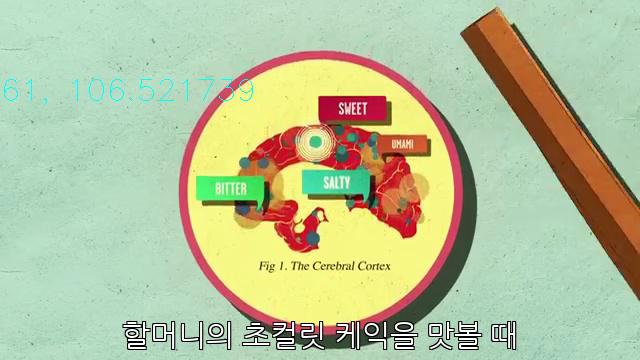 61, 106.521739
SWEET
UMAMI
BITTER
SALTY
Fig 1. The Cerebral Cortex
할머니의 초컬릿 케익을 맛볼 때